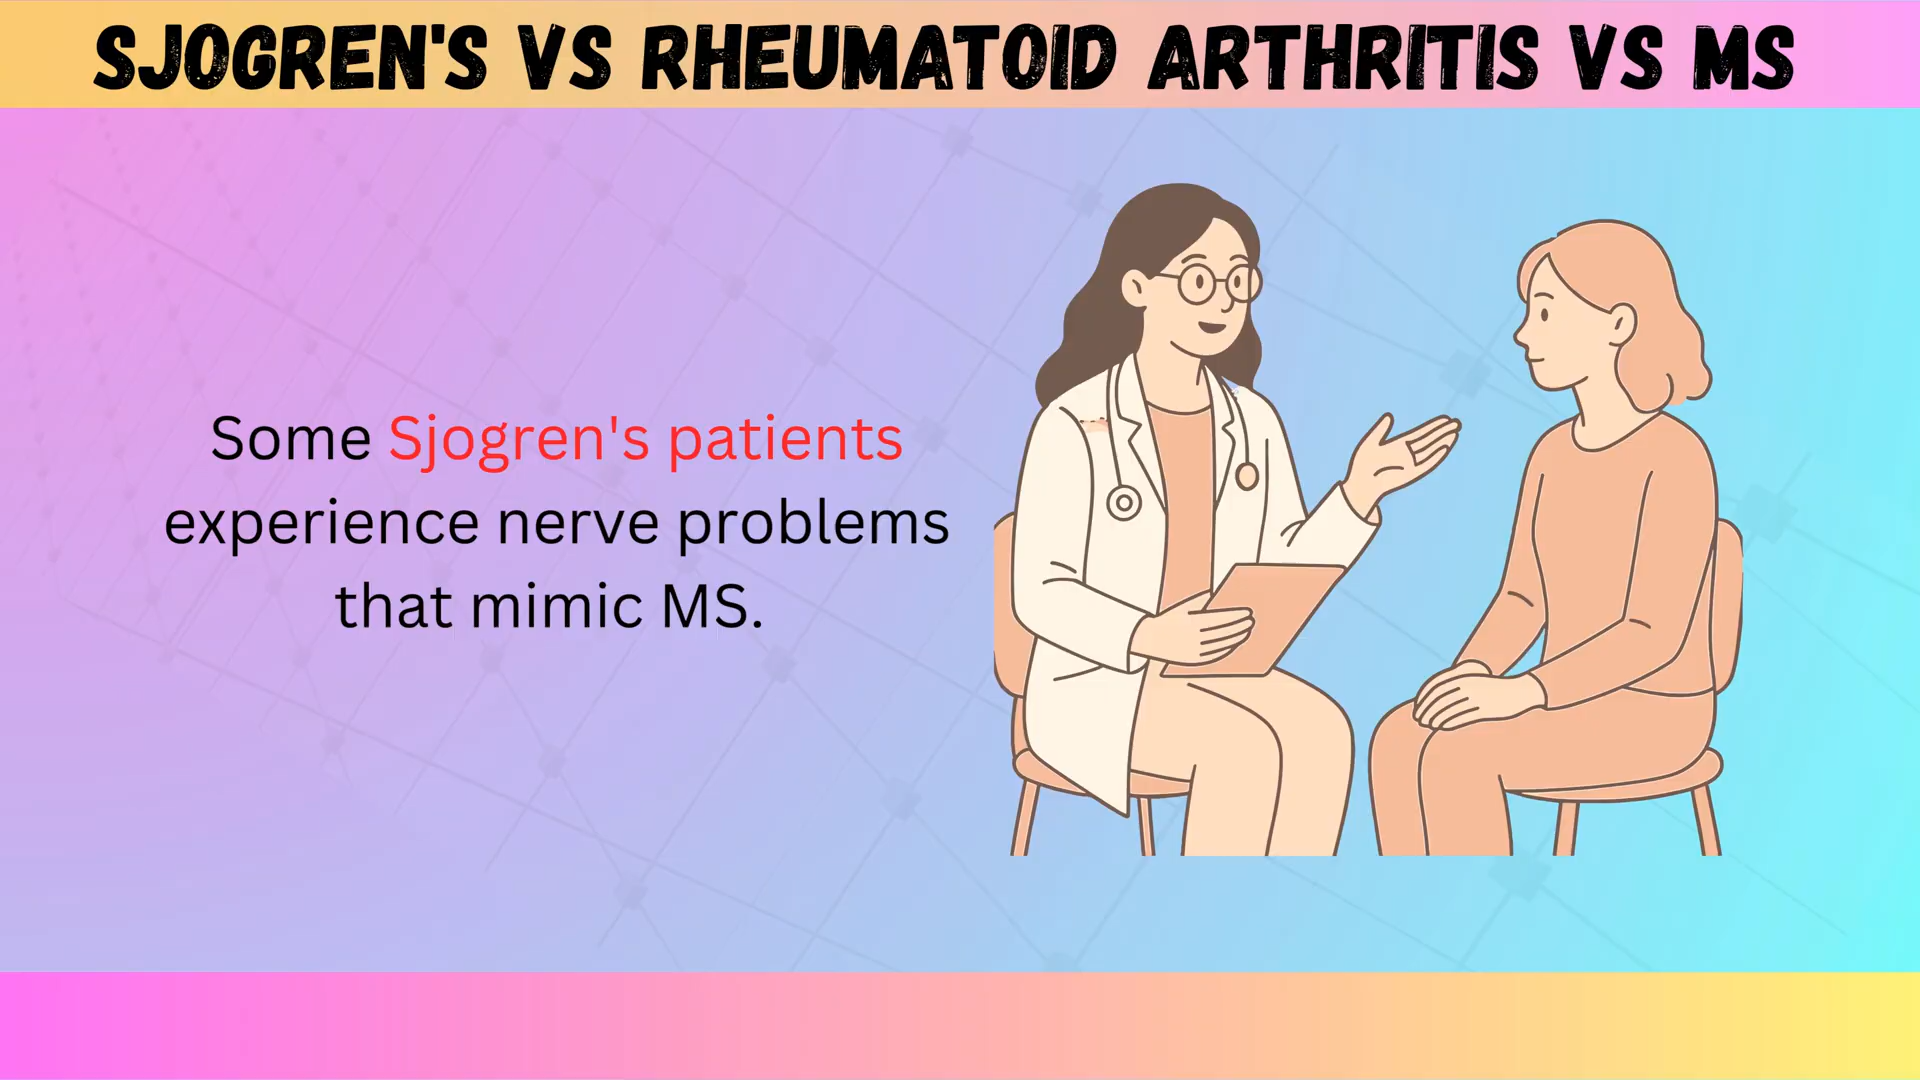 SJOGREN'S VS RHEUMATOID ARTHRITIS VS MS
Some Sjogren's patients
experience nerve problems
that mimic MS.